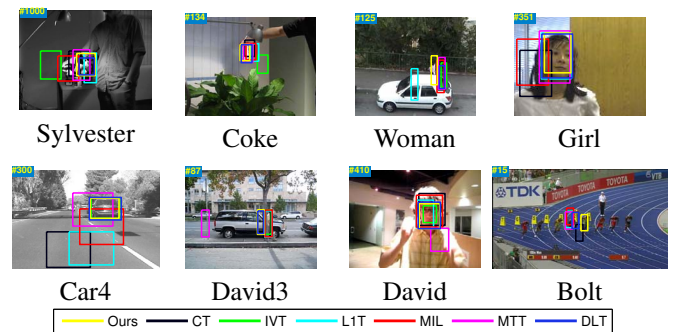 #1000
#134
#125
#351
Sylvester
Coke
Woman
Girl
#300
#87
#410
#15
TDK
TOYOTA
TOYOTA
VTB
Car4
David3
David
Bolt
Ours
CT
IVT
L1T
MIL
MTT
DLT